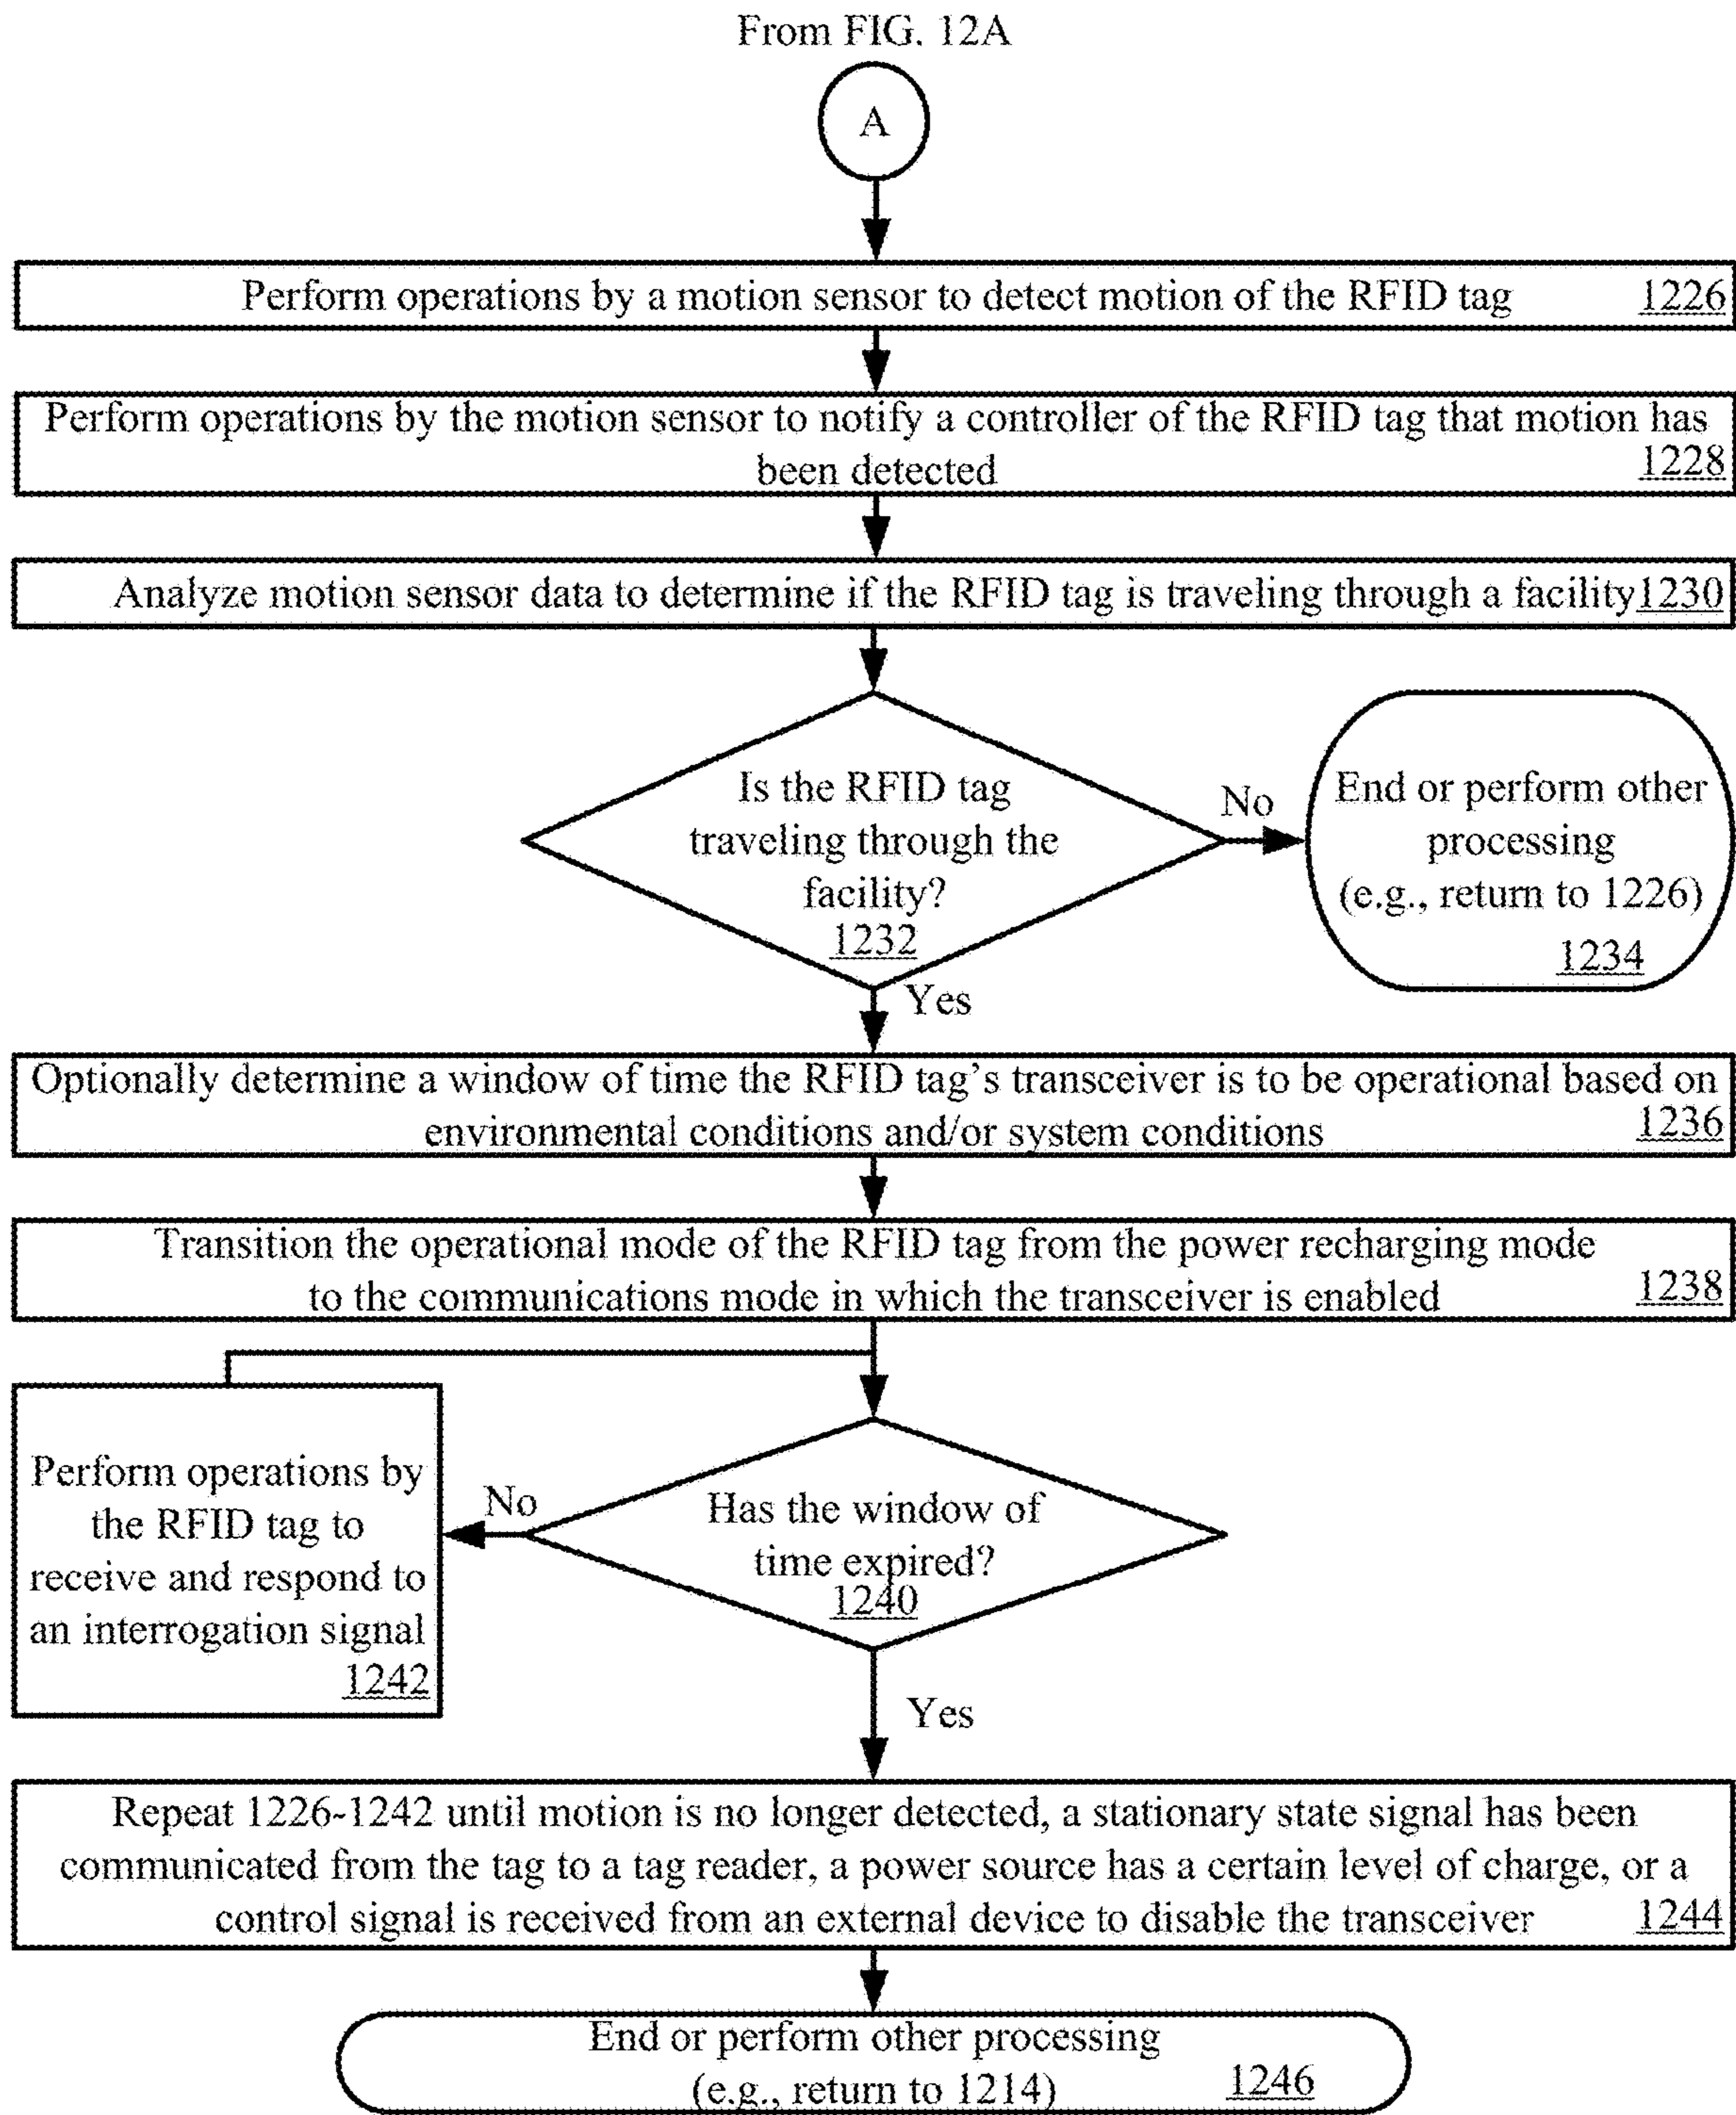 From FIG. 12A
A
Perform operations by a motion sensor to detect motion of the RFID tag 1226
Perform operations by the motion sensor to notify a controller of the RFID tag that motion has
been detected 1228
Analyze motion sensor data to determine if the RFID tag is traveling through a facility 1230
Is the RFID tag
traveling through the
facility?
1232
No
End or perform other
processing
(e.g., return to 1226)
1234
Yes
Optionally determine a window of time the RFID tag's transceiver is to be operational based on
environmental conditions and/or system conditions 1236
Transition the operational mode of the RFID tag from the power recharging mode
to the communications mode in which the transceiver is enabled 1238
Perform operations by
the RFID tag to
receive and respond to
an interrogation signal
1242
No
Has the window of
time expired?
1240
Yes
Repeat 1226-1242 until motion is no longer detected, a stationary state signal has been
communicated from the tag to a tag reader, a power source has a certain level of charge, or a
control signal is received from an external device to disable the transceiver 1244
End or perform other processing
(e.g., return to 1214) 1246